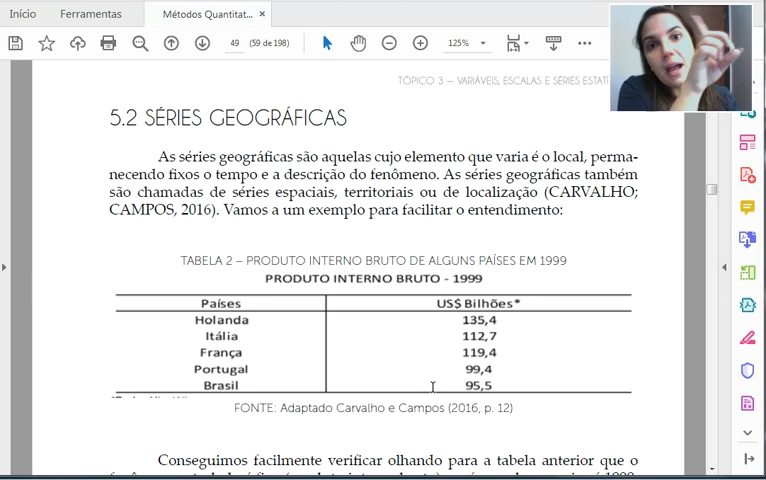 Início Ferramentas Métodos Quantitat... ×
49 (59 de 198) 125%
TÓPICO 3 — VARIÁVEIS, ESCALAS E SÉRIES
5.2 SÉRIES GEOGRÁFICAS
As séries geográficas são aquelas cujo elemento que varia é o local, perma-
necendo fixos o tempo e a descrição do fenômeno. As séries geográficas também
são chamadas de séries espaciais, territoriais ou de localização (CARVALHO;
CAMPOS, 2016). Vamos a um exemplo para facilitar o entendimento:
TABELA 2 – PRODUTO INTERNO BRUTO DE ALGUNS PAÍSES EM 1999
PRODUTO INTERNO BRUTO - 1999
Países US$ Bilhões*
Holanda 135,4
Itália 112,7
França 119,4
Portugal 99,4
Brasil 95,5
FONTE: Adaptado Carvalho e Campos (2016, p. 12)
Conseguimos facilmente verificar olhando para a tabela anterior que o